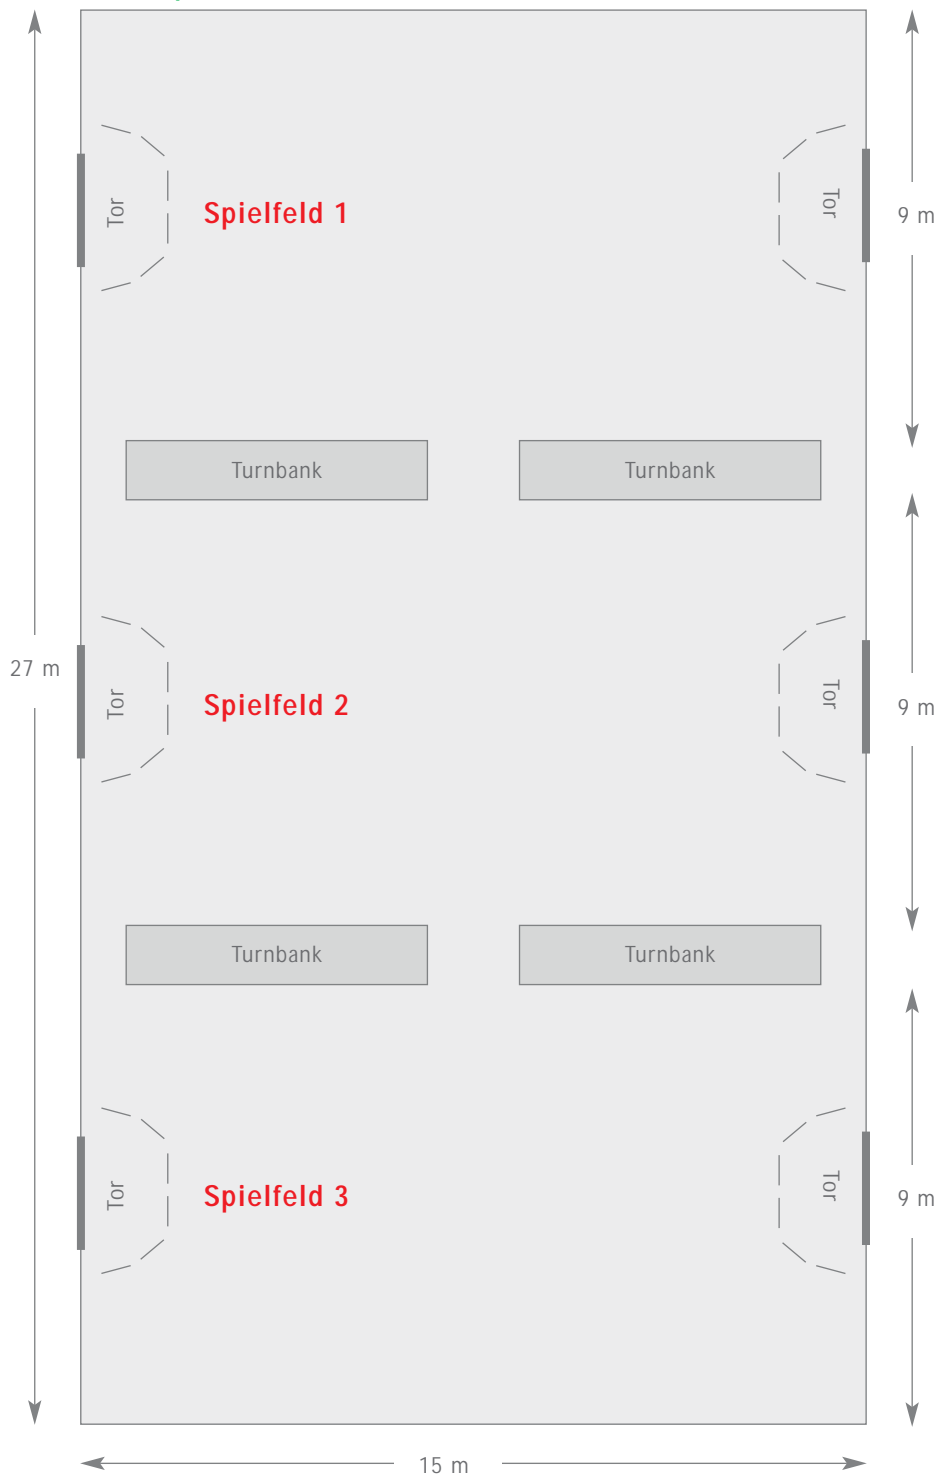 Tor
Spielfeld 1
Tor
9 m
Turnbank
Turnbank
27 m
Tor
Spielfeld 2
Tor
9 m
Turnbank
Turnbank
Tor
Spielfeld 3
Tor
9 m
15 m